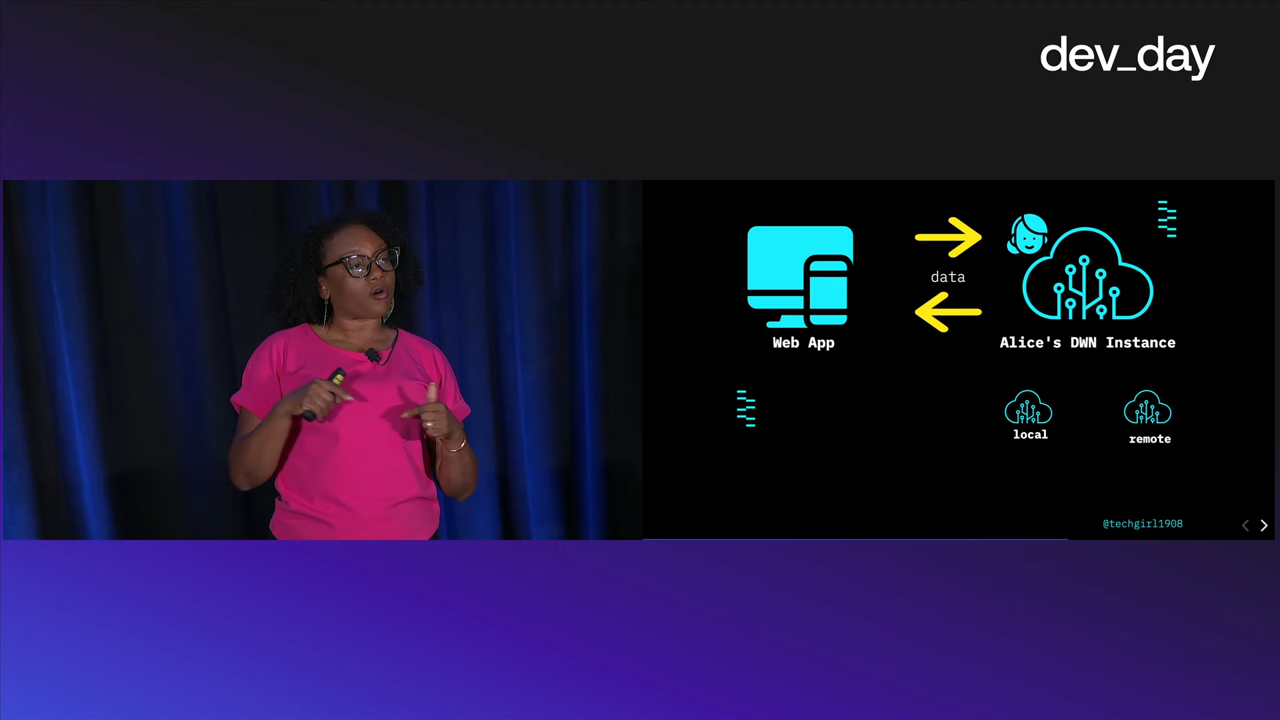 dev_day
data
Web App
Alice's DWN Instance
local
remote
@techgirl1908